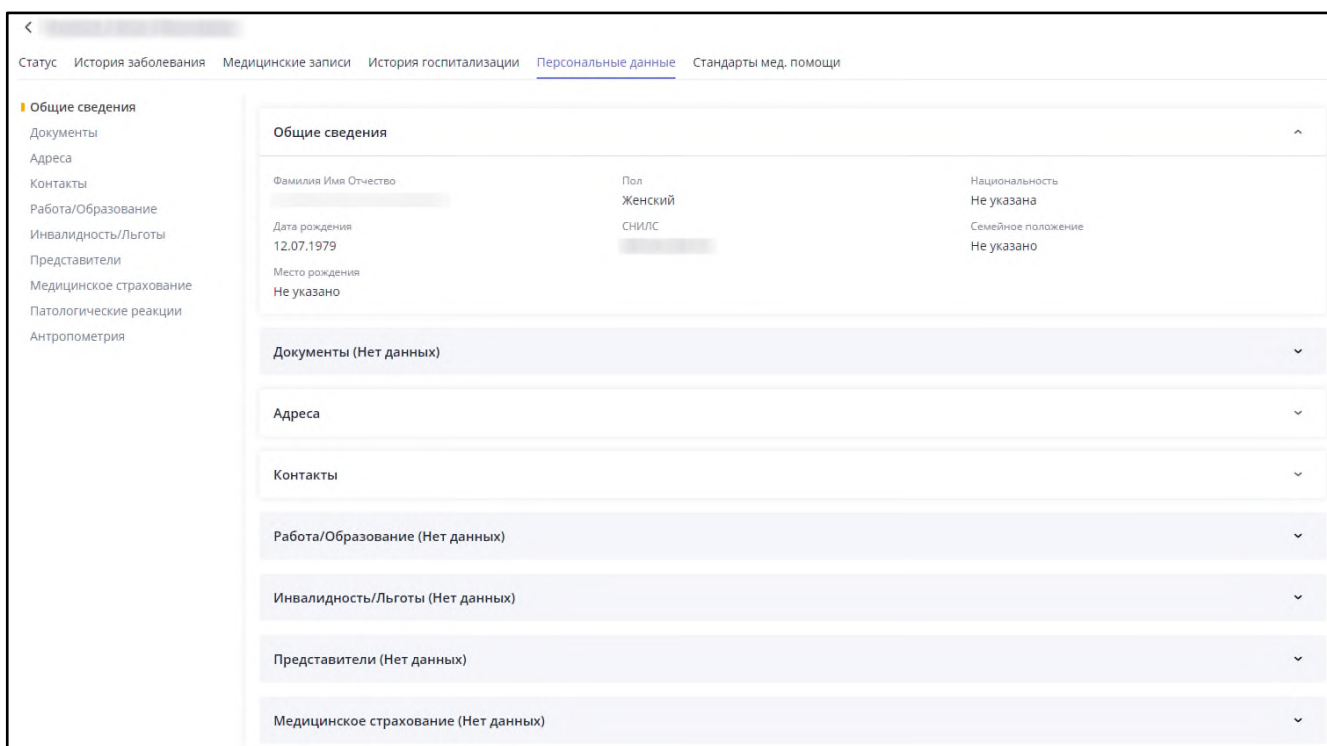 Статус История заболевания Медицинские записи История госпитализации Персональные данные Стандарты мед. помощи
Общие сведения
Документы
Адреса
Контакты
Работа/Образование
Инвалидность/Льготы
Представители
Медицинское страхование
Патологические реакции
Антропометрия
Общие сведения
Фамилия Имя Отчество Пол Национальность
Женский Не указана
Дата рождения СНИЛС Семейное положение
12.07.1979 Не указано
Место рождения
Не указано
Документы (Нет данных)
Адреса
Контакты
Работа/Образование (Нет данных)
Инвалидность/Льготы (Нет данных)
Представители (Нет данных)
Медицинское страхование (Нет данных)